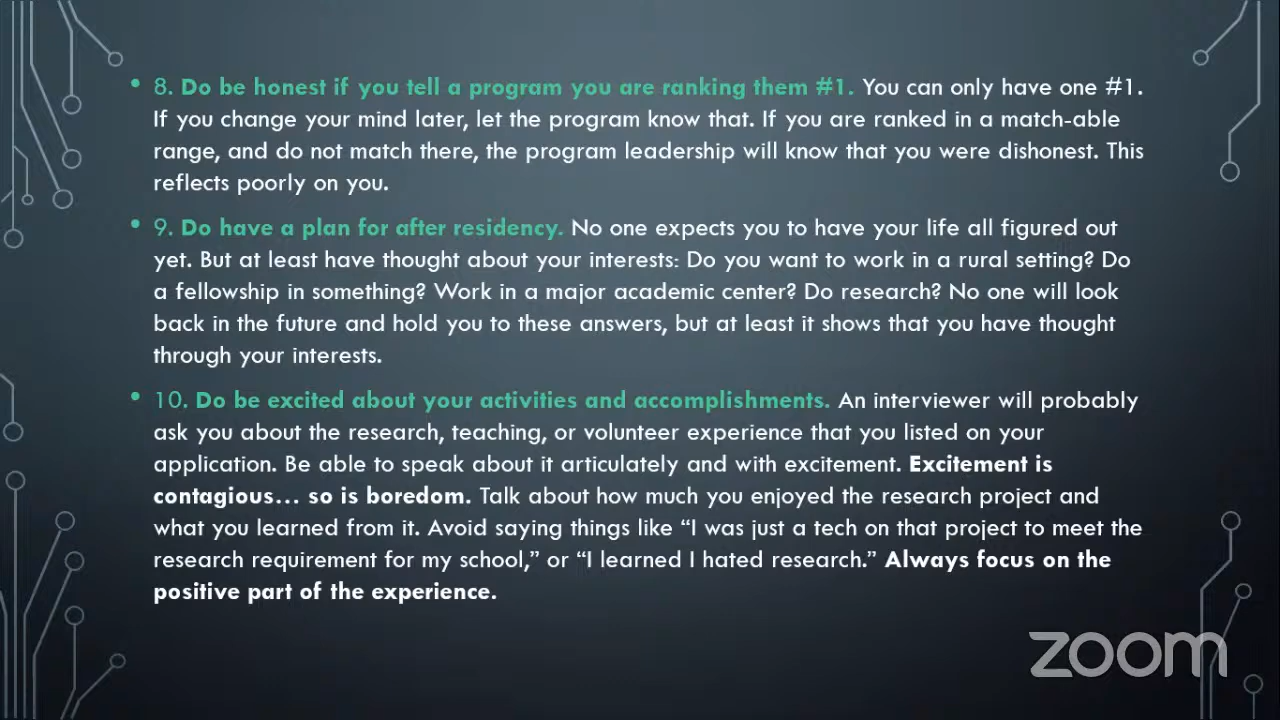 • 8. Do be honest if you tell a program you are ranking them #1. You can only have one #1.
If you change your mind later, let the program know that. If you are ranked in a match-able
range, and do not match there, the program leadership will know that you were dishonest. This
reflects poorly on you.
• 9. Do have a plan for after residency. No one expects you to have your life all figured out
yet. But at least have thought about your interests: Do you want to work in a rural setting? Do
a fellowship in something? Work in a major academic center? Do research? No one will look
back in the future and hold you to these answers, but at least it shows that you have thought
through your interests.
• 10. Do be excited about your activities and accomplishments. An interviewer will probably
ask you about the research, teaching, or volunteer experience that you listed on your
application. Be able to speak about it articulately and with excitement. Excitement is
contagious... so is boredom. Talk about how much you enjoyed the research project and
what you learned from it. Avoid saying things like “I was just a tech on that project to meet the
research requirement for my school,” or “I learned I hated research.” Always focus on the
positive part of the experience.
zoom